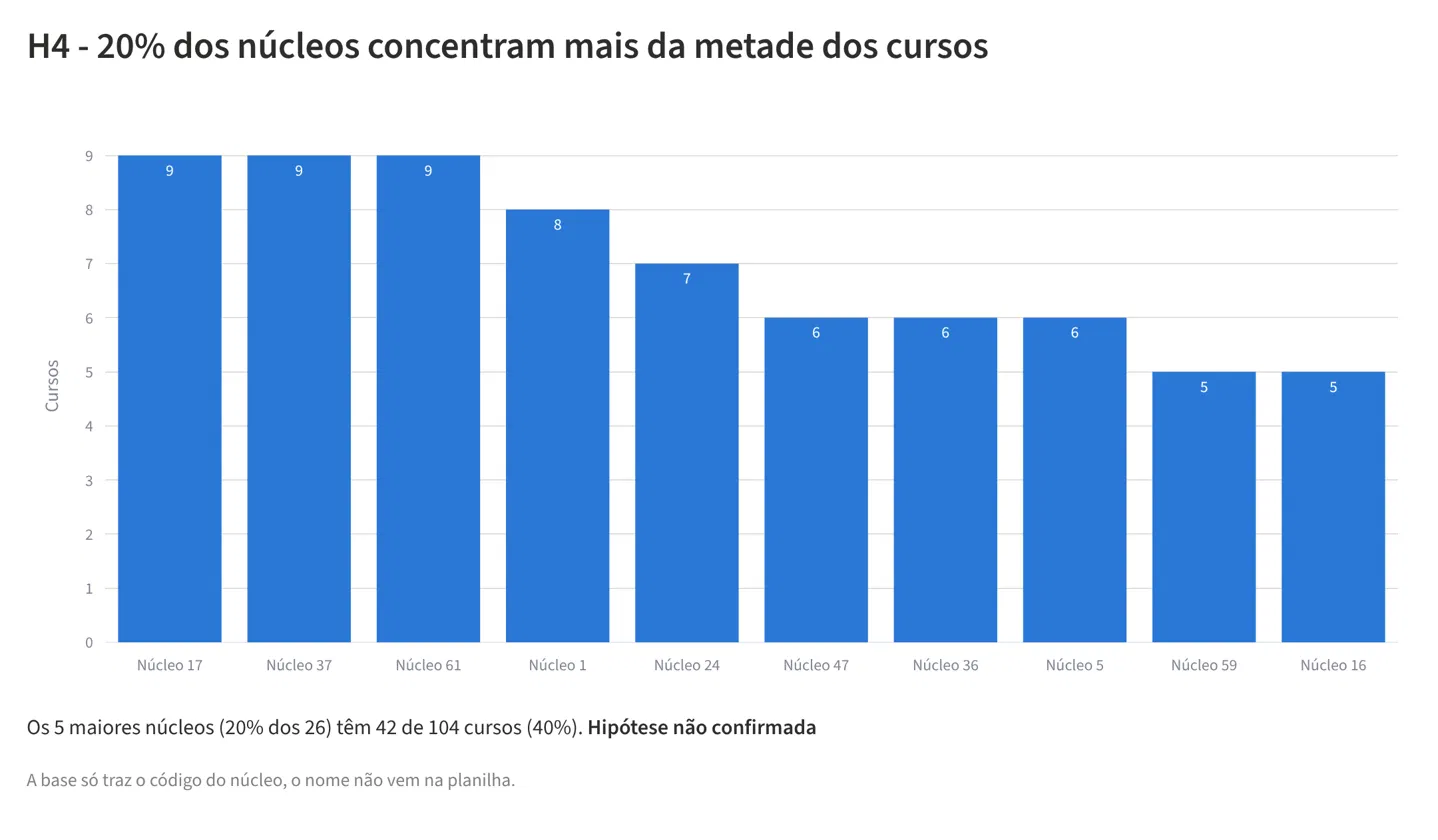 H4 - 20% dos núcleos concentram mais da metade dos cursos
9
8
7
6
5
4
3
2
1
0
Cursos
9
9
9
8
7
6
6
6
5
5
Núcleo 17
Núcleo 37
Núcleo 61
Núcleo 1
Núcleo 24
Núcleo 47
Núcleo 36
Núcleo 5
Núcleo 59
Núcleo 16
Os 5 maiores núcleos (20% dos 26) têm 42 de 104 cursos (40%). Hipótese não confirmada
A base só traz o código do núcleo, o nome não vem na planilha.